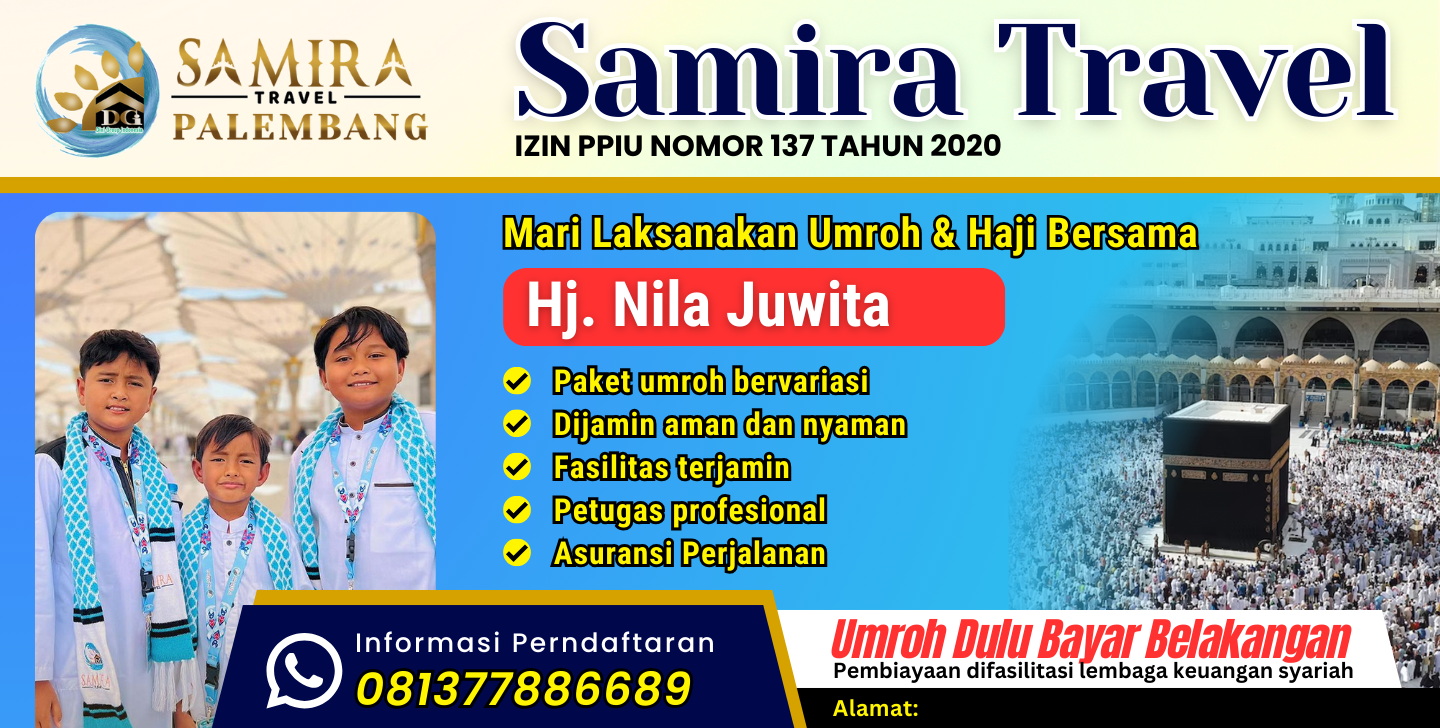 SAMIRA
TRAVEL
PALEMBANG
DG
Samira Travel
IZIN PPIU NOMOR 137 TAHUN 2020
Mari Laksanakan Umroh & Haji Bersama
Hj. Nila Juwita
Paket umroh bervariasi
Dijamin aman dan nyaman
Fasilitas terjamin
Petugas profesional
Asuransi Perjalanan
SAMIRA
Informasi Perndaftaran
081377886689
Umroh Dulu Bayar Belakangan
Pembiayaan difasilitasi lembaga keuangan syariah
Alamat: